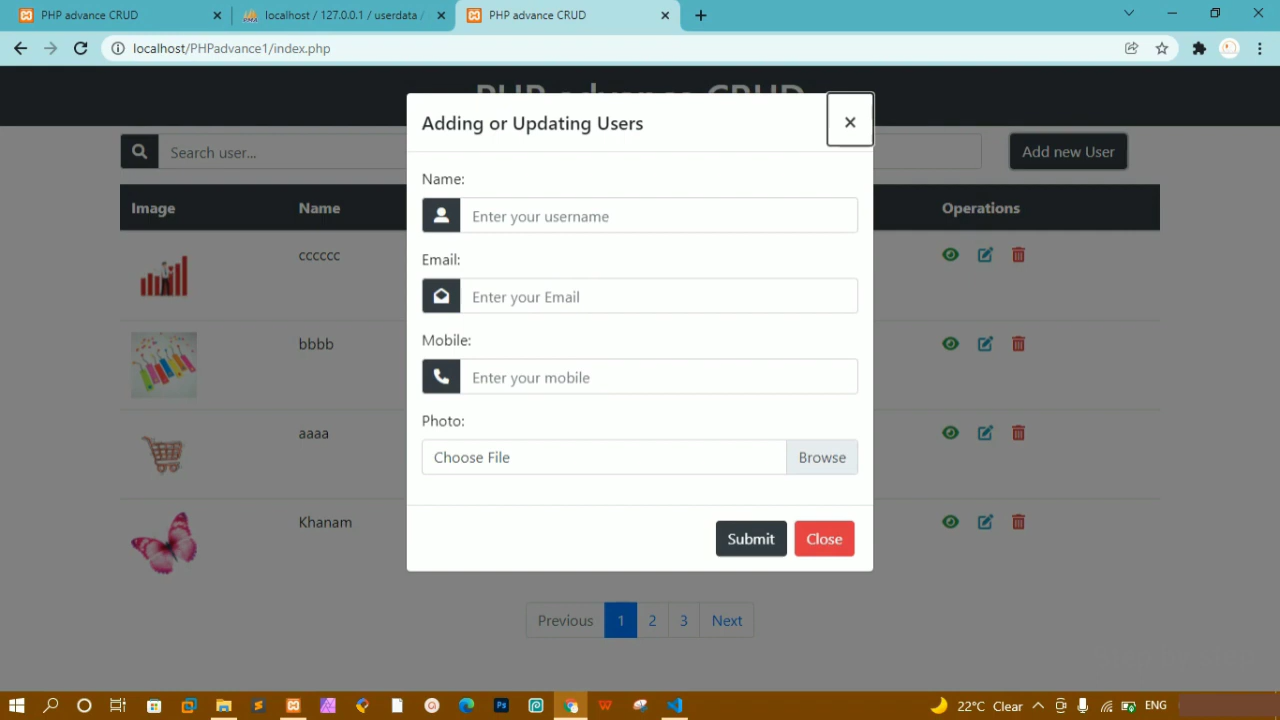 PHP advance CRUD
localhost / 127.0.0.1 / userdata /
PHP advance CRUD
localhost/PHPadvance1/index.php
PHP advance CRUD
Search user...
Add new User
Adding or Updating Users
Image Name Operations
Name:
Enter your username
cccccc
Email:
Enter your Email
bbbb
Mobile:
Enter your mobile
Photo:
aaaa
Choose File Browse
Khanam
Submit Close
Previous 1 2 3 Next
22°C Clear ENG